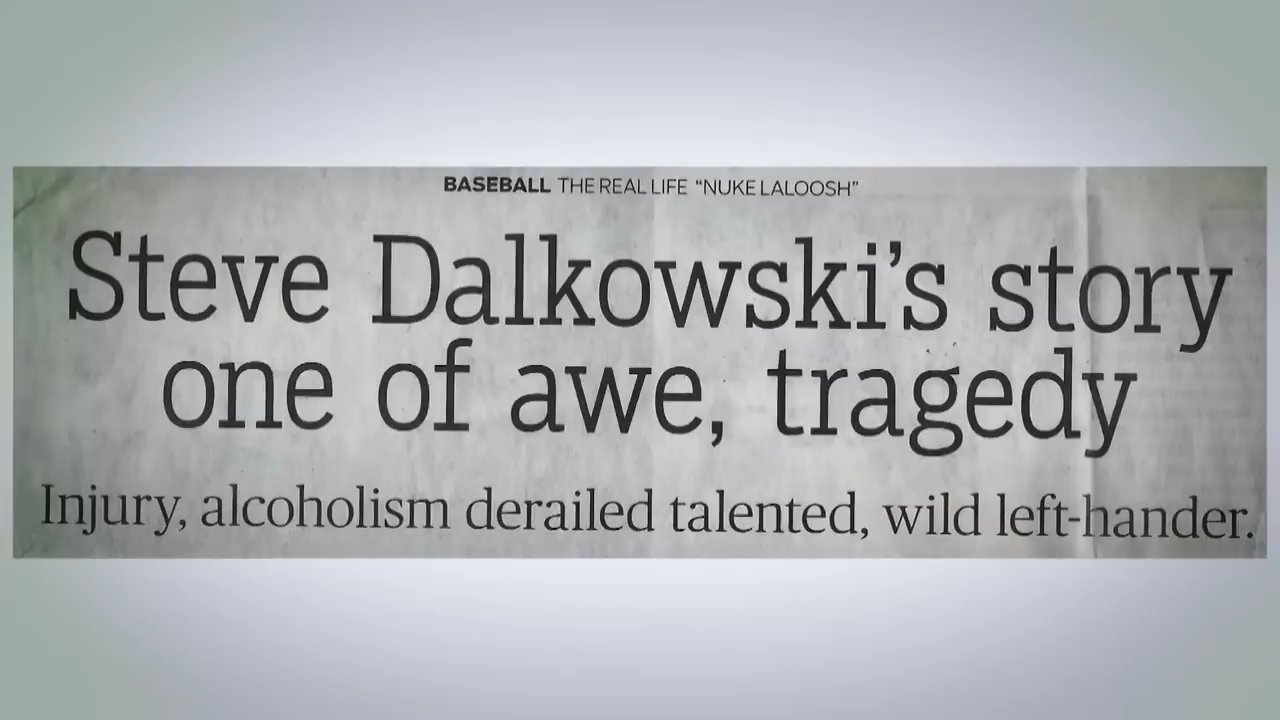 BASEBALL THE REAL LIFE “NUKE LALOOSH”
Steve Dalkowski’s story
one of awe, tragedy
Injury, alcoholism derailed talented, wild left-hander.